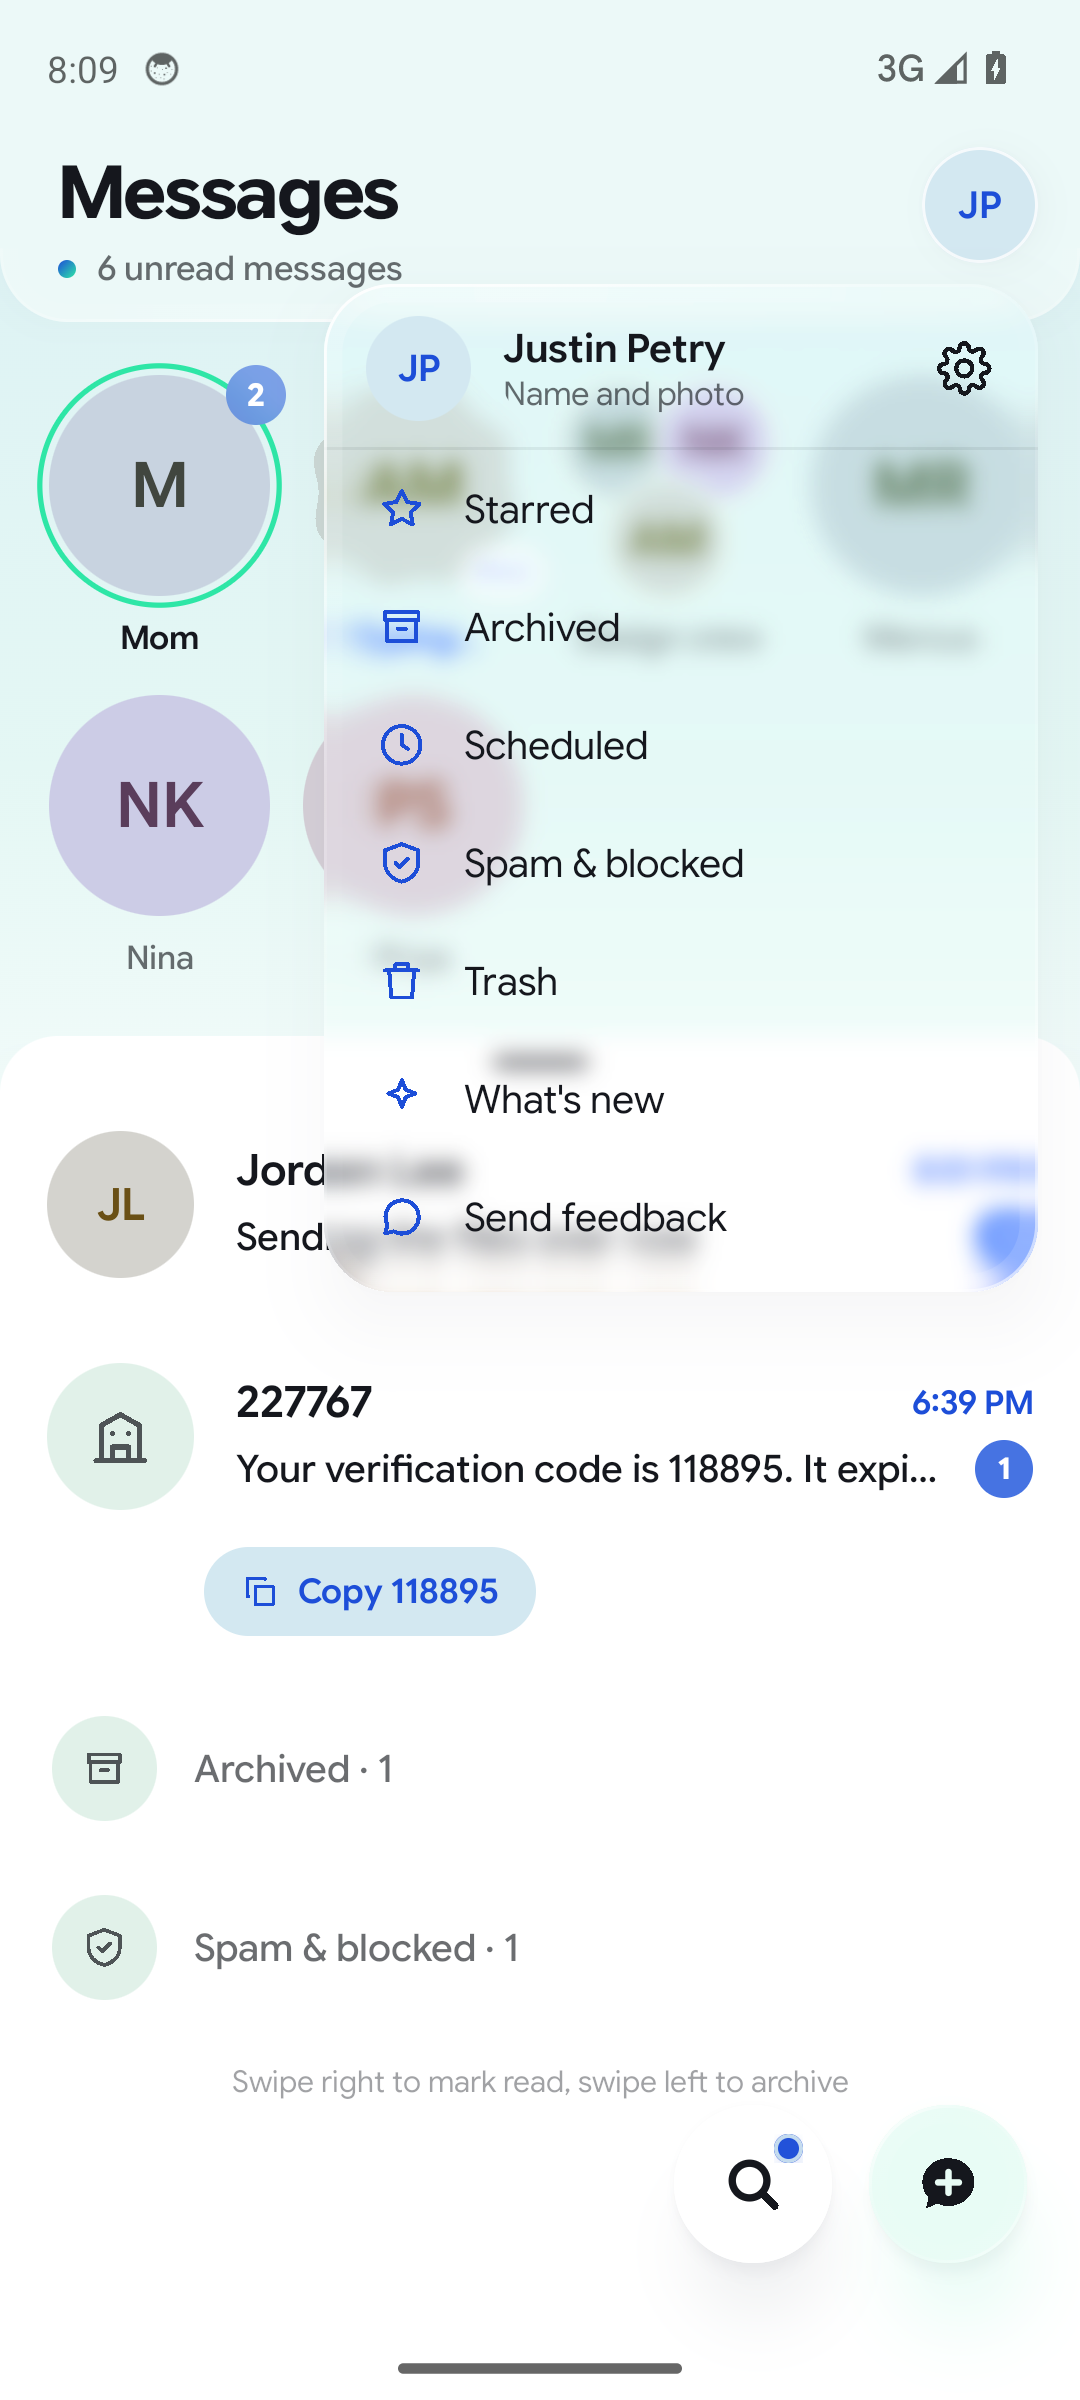 8:09
3G
Messages
6 unread messages
JP
JP
Justin Petry
Name and photo
2
M
Mom
NK
Nina
Starred
Archived
Scheduled
Spam & blocked
Trash
What's new
Send feedback
JL
Jord
Send
227767
6:39 PM
Your verification code is 118895. It expi...
1
Copy 118895
Archived · 1
Spam & blocked · 1
Swipe right to mark read, swipe left to archive